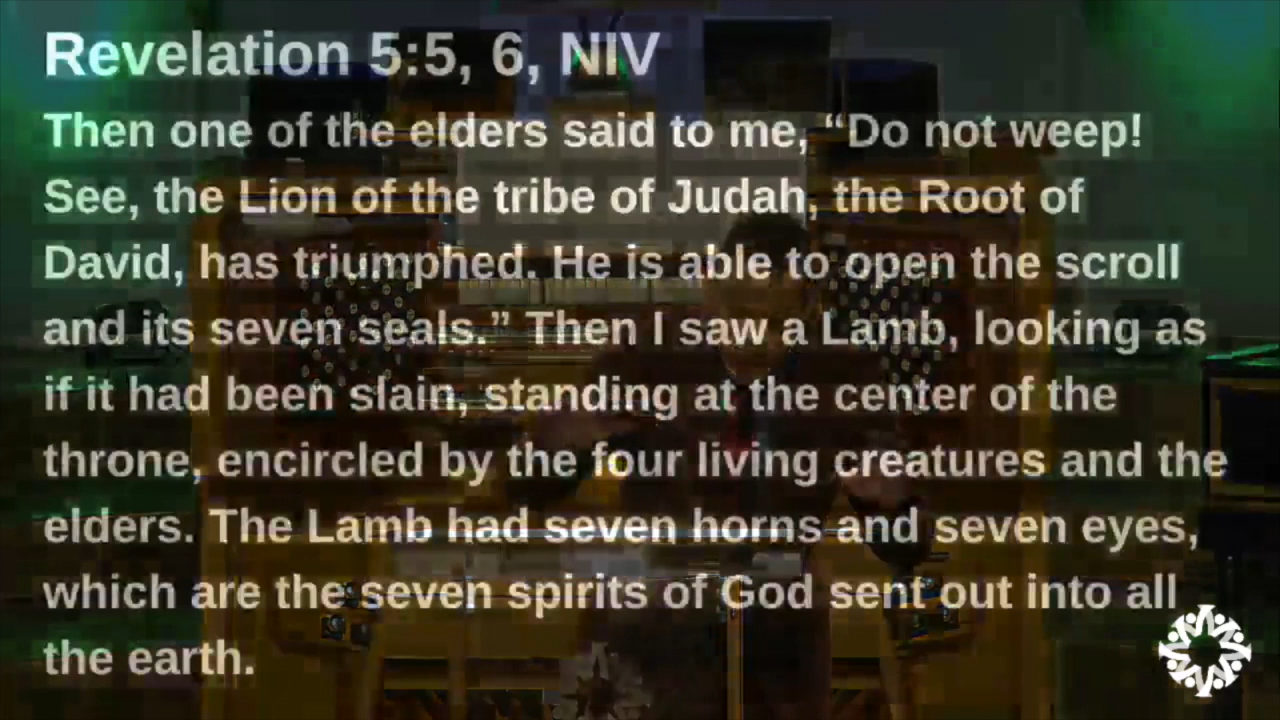 Revelation 5:5, 6, NIV
Then one of the elders said to me, “Do not weep!
See, the Lion of the tribe of Judah, the Root of
David, has triumphed. He is able to open the scroll
and its seven seals.” Then I saw a Lamb, looking as
if it had been slain, standing at the center of the
throne, encircled by the four living creatures and the
elders. The Lamb had seven horns and seven eyes,
which are the seven spirits of God sent out into all
the earth.